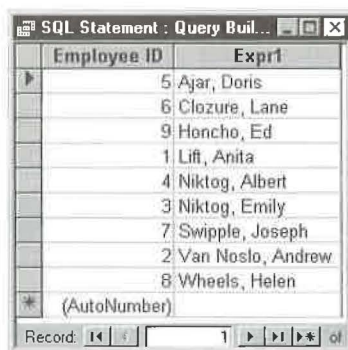 SQL Statement : Query Buil...
Employee ID Expr1
5 Ajar, Doris
6 Clozure, Lane
9 Honcho, Ed
1 Lift, Anita
4 Niktog, Albert
3 Niktog, Emily
7 Swipple, Joseph
2 Van Noslo, Andrew
8 Wheels, Helen
(AutoNumber)
Record: 1 of